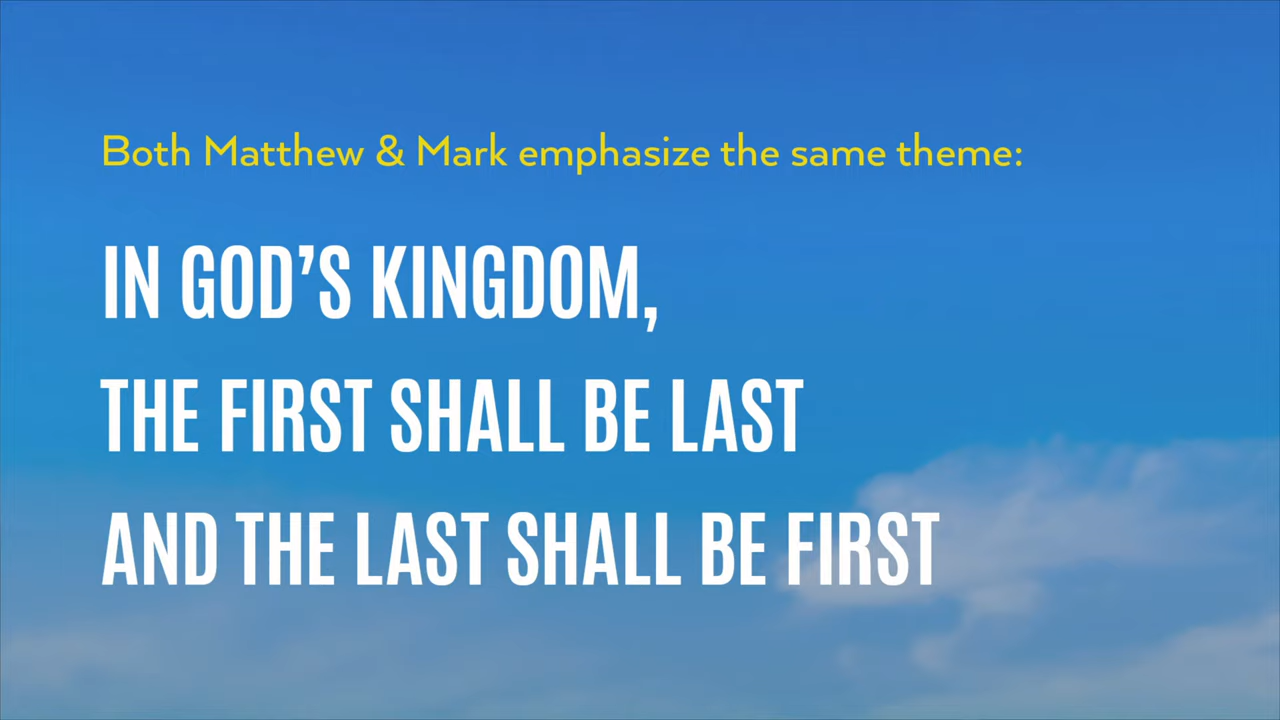 Both Matthew & Mark emphasize the same theme:
IN GOD’S KINGDOM,
THE FIRST SHALL BE LAST
AND THE LAST SHALL BE FIRST